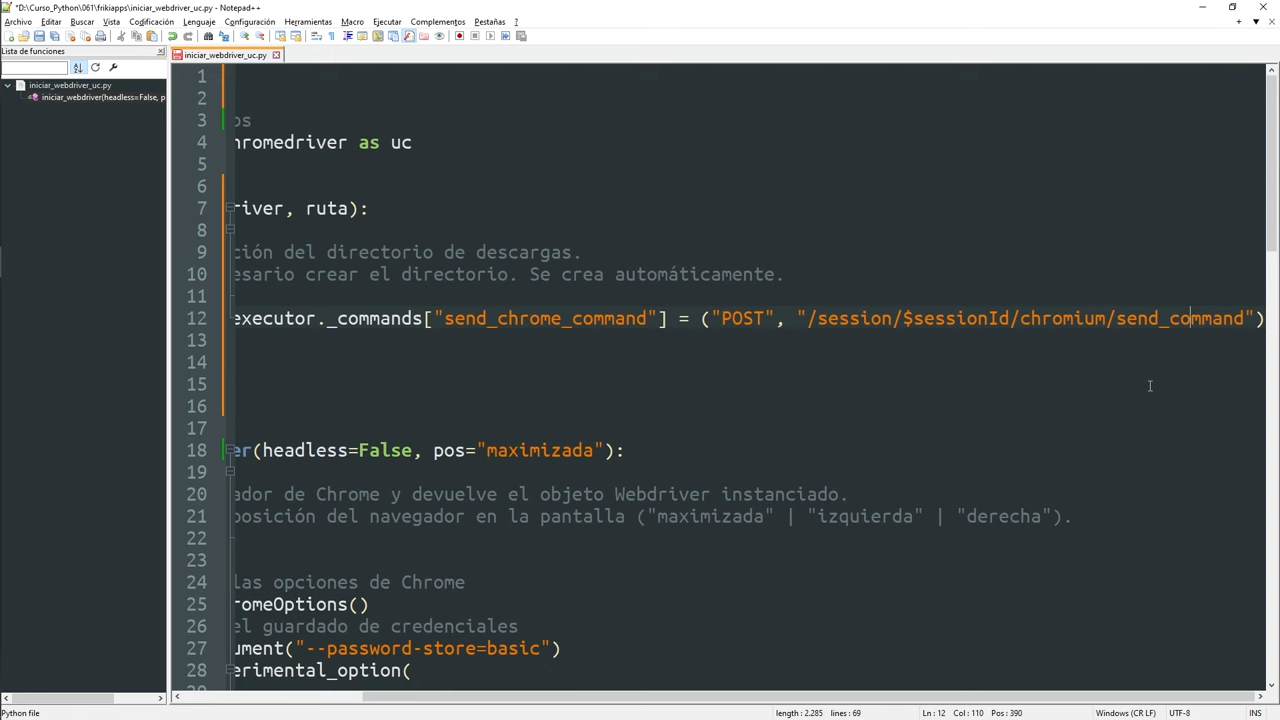 *D:\Curso_Python\061\frikiapps\iniciar_webdriver_uc.py - Notepad++
Archivo Editar Buscar Vista Codificación Lenguaje Configuración Herramientas Macro Ejecutar Complementos Pestañas ?
Lista de funciones
iniciar_webdriver_uc.py
iniciar_webdriver_uc.py
iniciar_webdriver(headless=False, p
1
2
3 os
4 hromedriver as uc
5
6
7 river, ruta):
8
9 ción del directorio de descargas.
10 esario crear el directorio. Se crea automáticamente.
11
12 executor._commands["send_chrome_command"] = ("POST", "/session/$sessionId/chromium/send_command")
13
14
15
16
17
18 er(headless=False, pos="maximizada"):
19
20 ador de Chrome y devuelve el objeto Webdriver instanciado.
21 posición del navegador en la pantalla ("maximizada" | "izquierda" | "derecha").
22
23
24 las opciones de Chrome
25 romeOptions()
26 el guardado de credenciales
27 ument("--password-store=basic")
28 erimental_option(
Python file length : 2.285 lines : 69 Ln : 12 Col : 110 Pos : 390 Windows (CR LF) UTF-8 INS